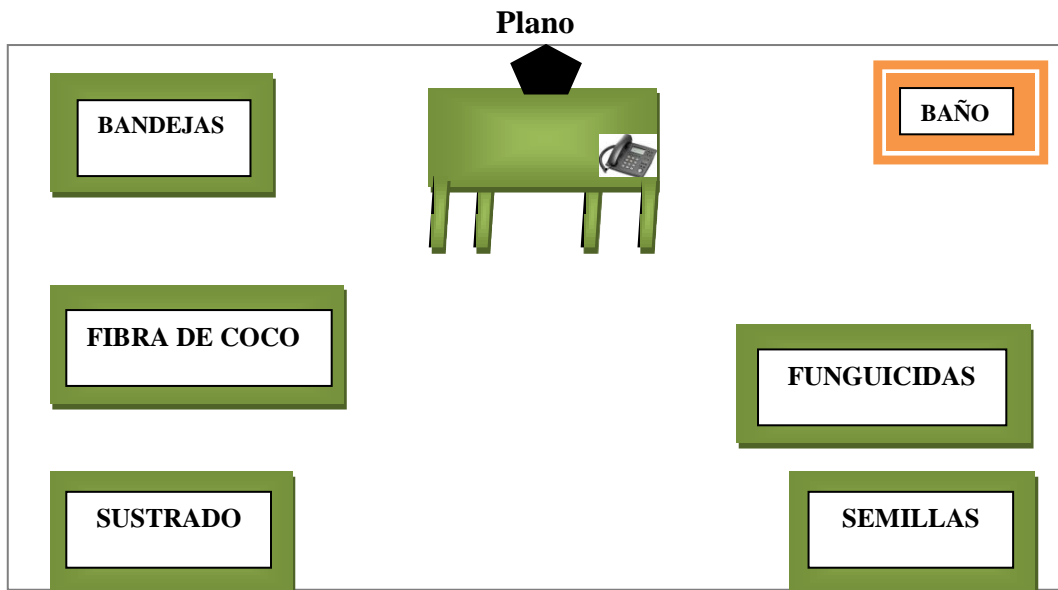 Plano
BANDEJAS
BAÑO
FIBRA DE COCO
FUNGUICIDAS
SUSTRADO
SEMILLAS